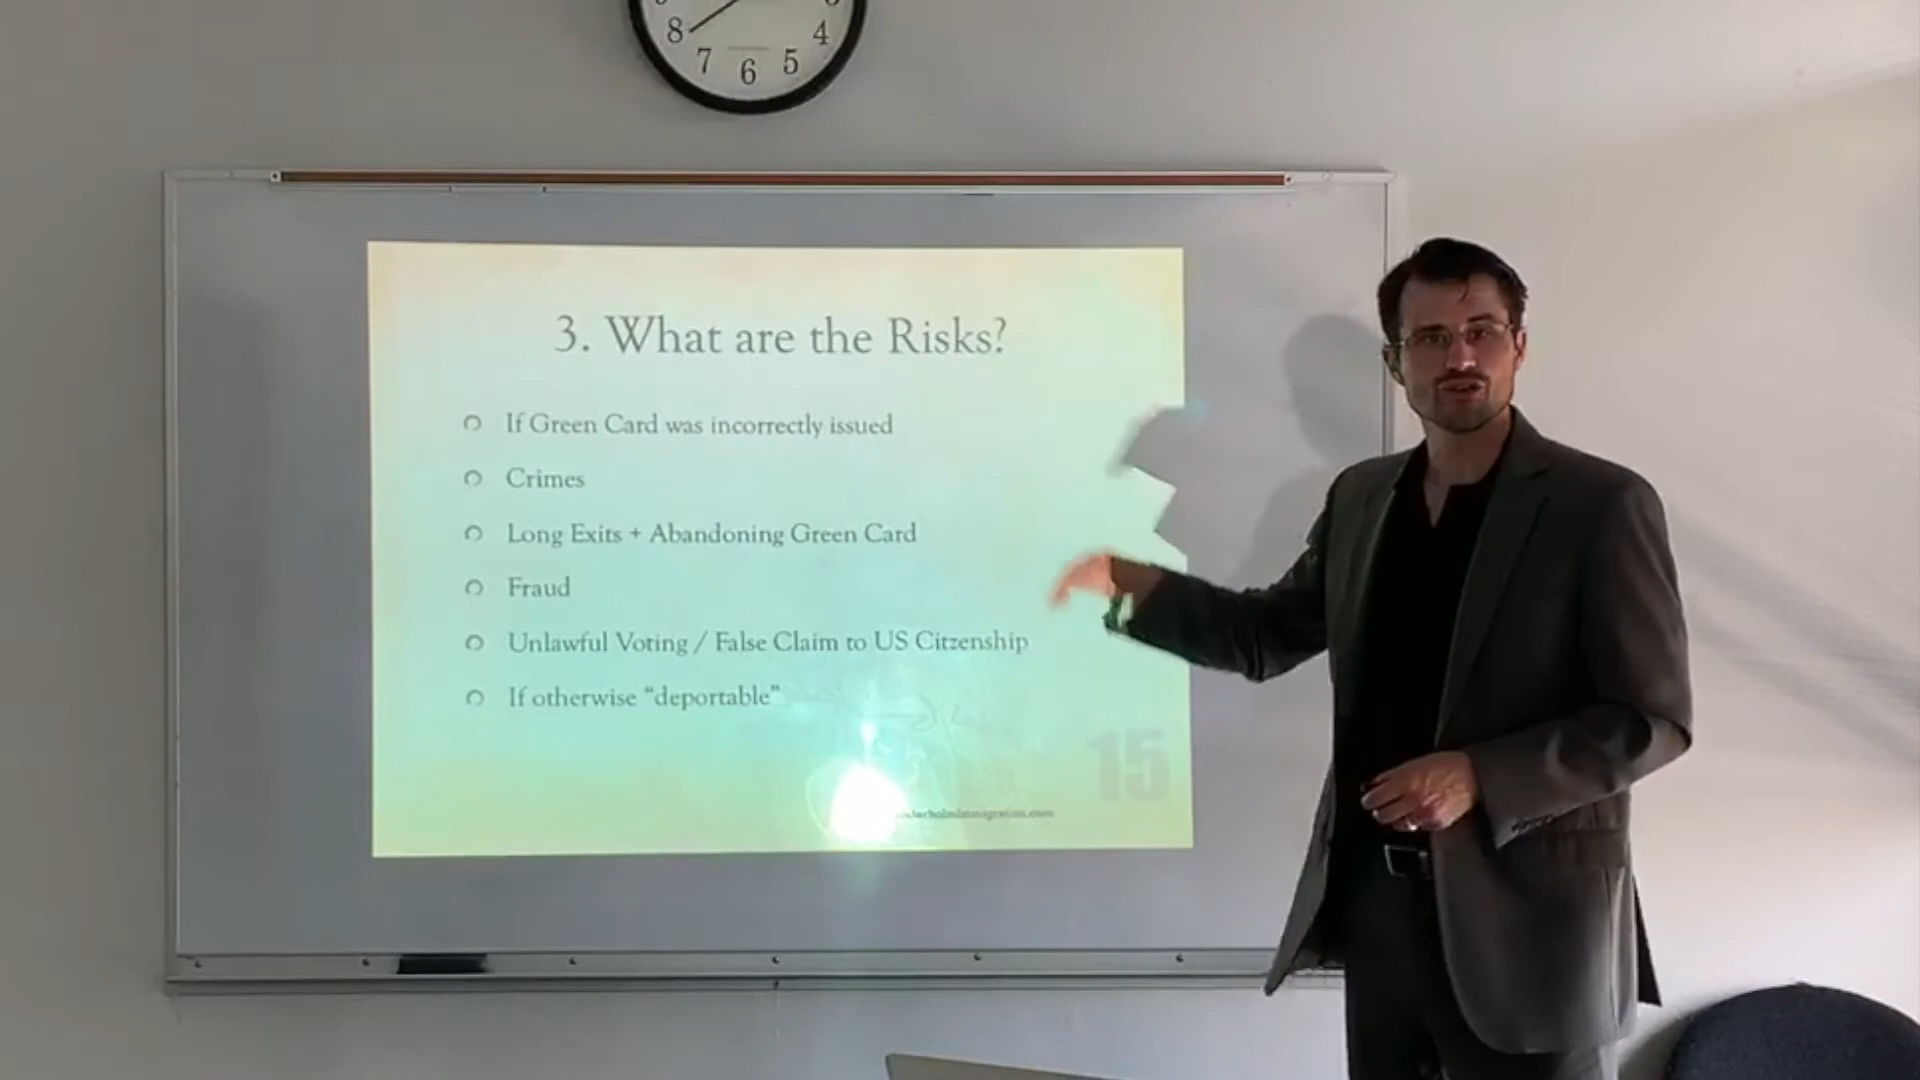 8
7
6
5
4
3. What are the Risks?
If Green Card was incorrectly issued
Crimes
Long Exits + Abandoning Green Card
Fraud
Unlawful Voting / False Claim to US Citzenship
If otherwise “deportable”
15